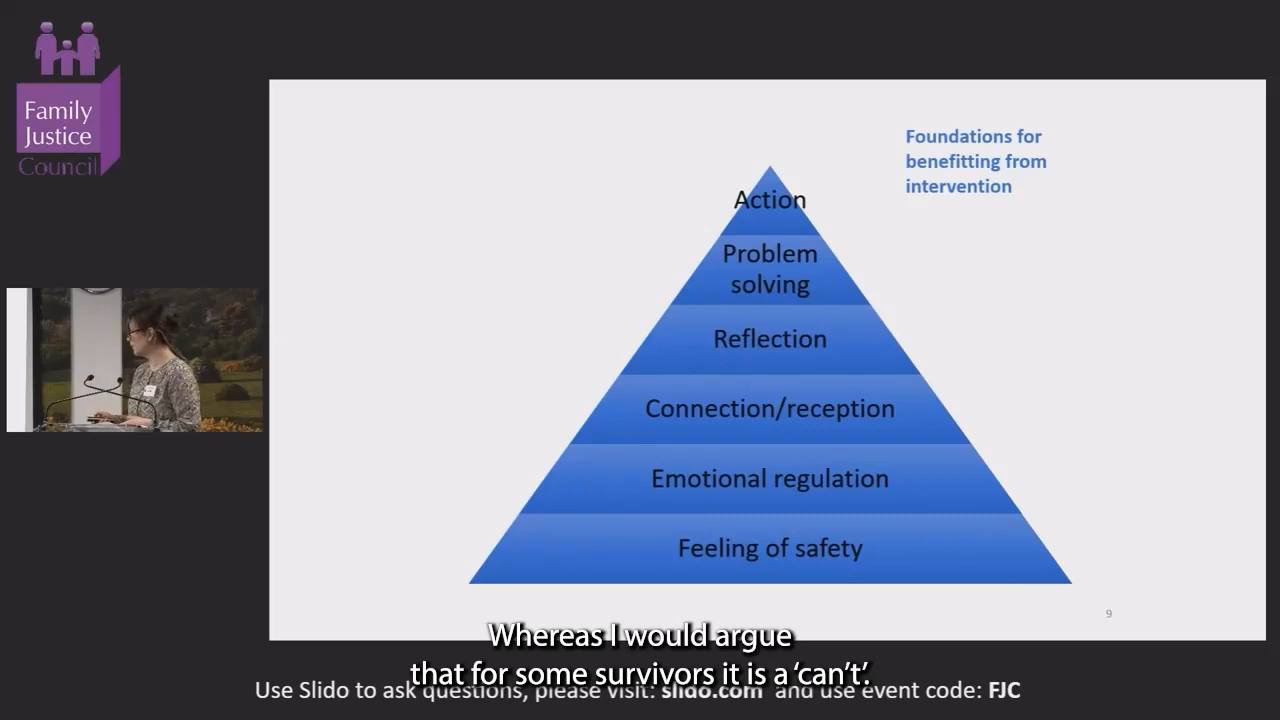 Family
Justice
Council
Foundations for
benefitting from
intervention
Action
Problem
solving
Reflection
Connection/reception
Emotional regulation
Feeling of safety
9
Whereas I would argue
that for some survivors it is a ‘can’t’.
Use Slido to ask questions, please visit: slido.com and use event code: FJC